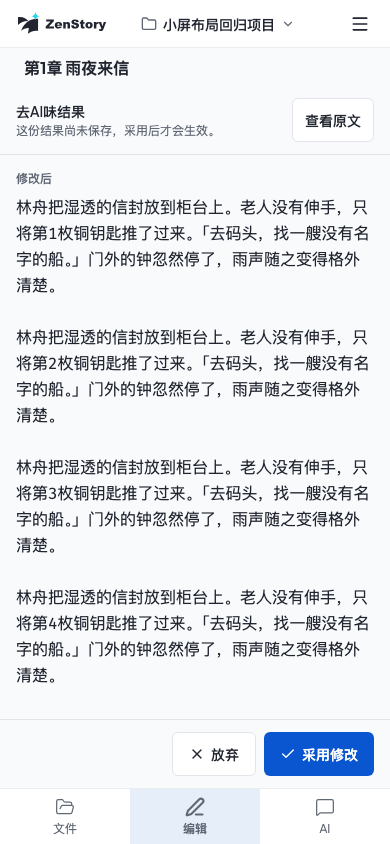 ZenStory
小屏布局回归项目
第1章 雨夜来信
去AI味结果
这份结果尚未保存，采用后才会生效。
查看原文
修改后
林舟把湿透的信封放到柜台上。老人没有伸手，只
将第1枚铜钥匙推了过来。「去码头，找一艘没有名
字的船。」门外的钟忽然停了，雨声随之变得格外
清楚。
林舟把湿透的信封放到柜台上。老人没有伸手，只
将第2枚铜钥匙推了过来。「去码头，找一艘没有名
字的船。」门外的钟忽然停了，雨声随之变得格外
清楚。
林舟把湿透的信封放到柜台上。老人没有伸手，只
将第3枚铜钥匙推了过来。「去码头，找一艘没有名
字的船。」门外的钟忽然停了，雨声随之变得格外
清楚。
林舟把湿透的信封放到柜台上。老人没有伸手，只
将第4枚铜钥匙推了过来。「去码头，找一艘没有名
字的船。」门外的钟忽然停了，雨声随之变得格外
清楚。
放弃
采用修改
文件
编辑
AI